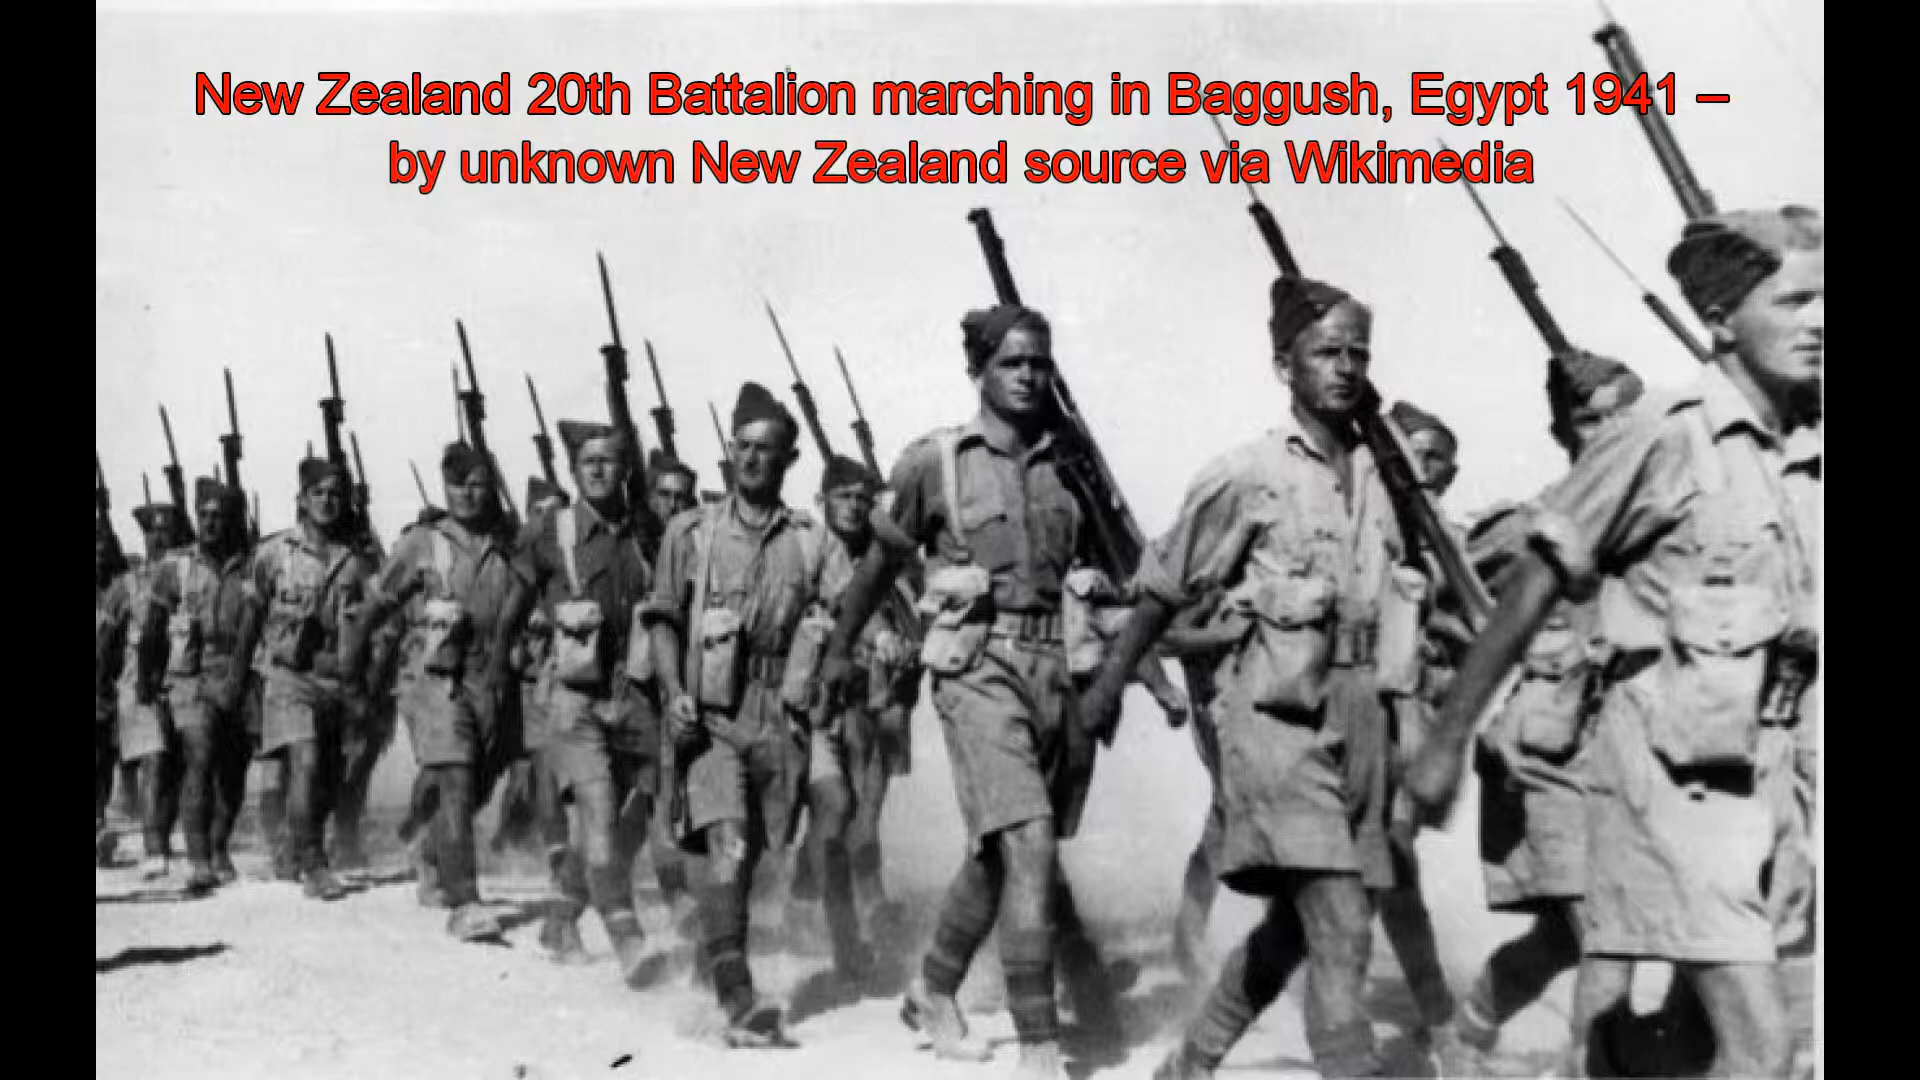 New Zealand 20th Battalion marching in Baggush, Egypt 1941 –
by unknown New Zealand source via Wikimedia